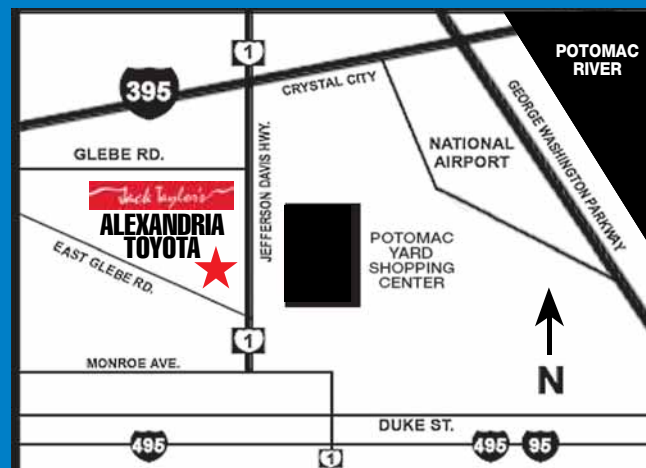 1
POTOMAC
RIVER
395
CRYSTAL CITY
GEORGE WASHINGTON PARKWAY
GLEBE RD.
JEFFERSON DAVIS HWY.
NATIONAL
AIRPORT
Jack Taylor's
ALEXANDRIA
TOYOTA
EAST GLEBE RD.
POTOMAC
YARD
SHOPPING
CENTER
1
MONROE AVE.
N
DUKE ST.
495
1
495
95